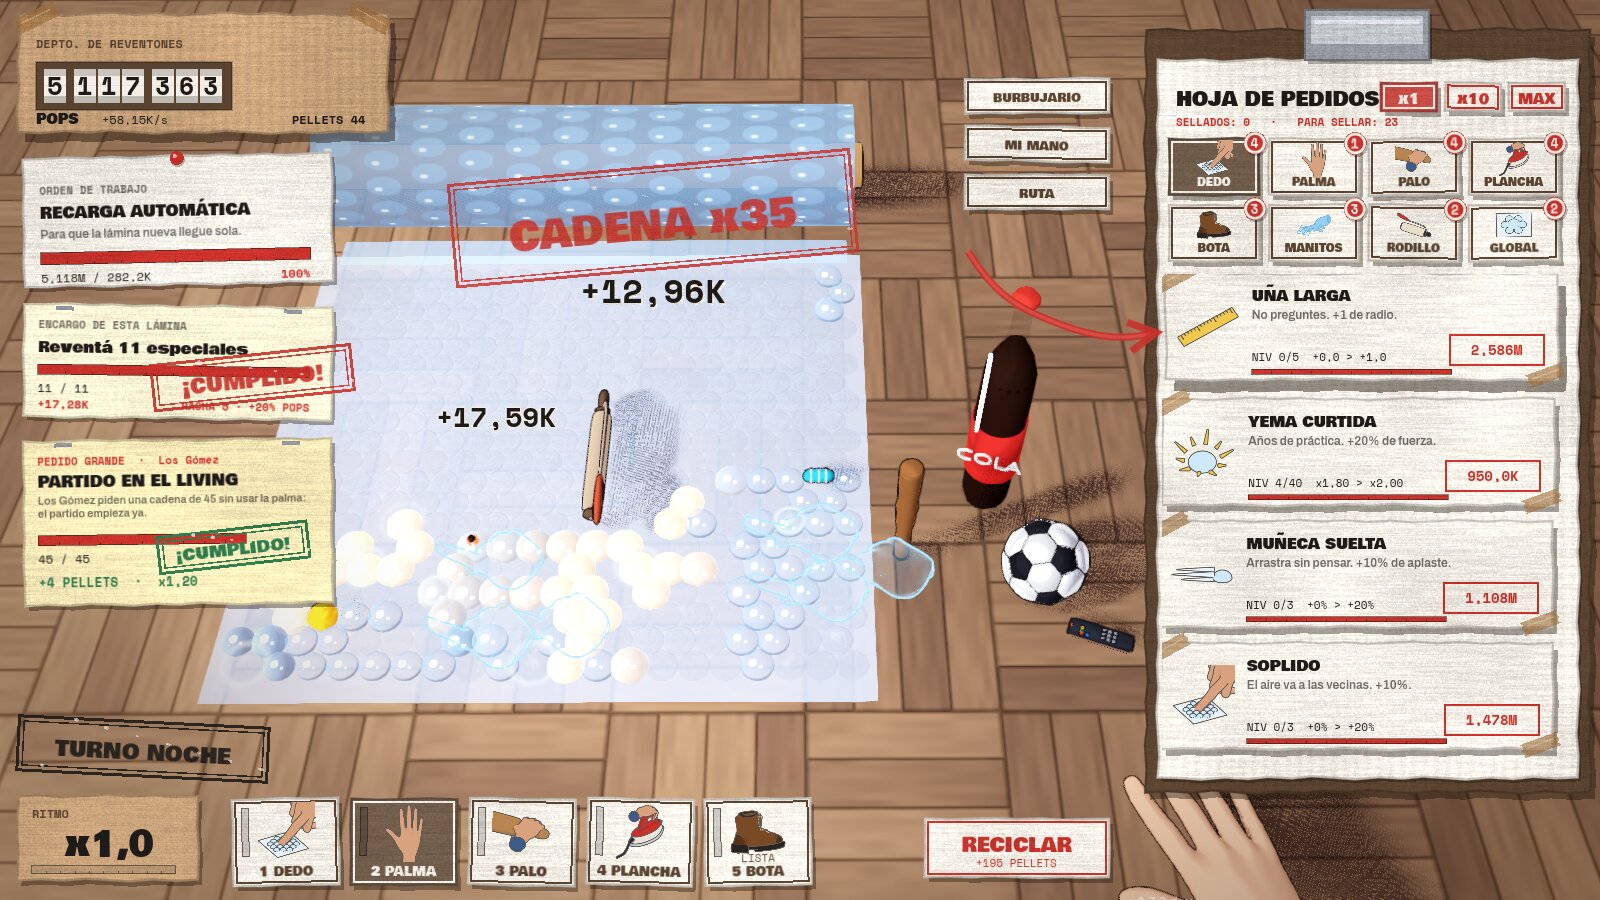 DEPTO. DE REVENTONES
5 117 363
POPS +58,15K/s PELLETS 44
ORDEN DE TRABAJO
RECARGA AUTOMÁTICA
Para que la lámina nueva llegue sola.
5,118M / 282.2K 100%
ENCARGO DE ESTA LÁMINA
Reventá 11 especiales
¡CUMPLIDO!
11 / 11
+17,28K · +20% POPS
PEDIDO GRANDE · Los Gómez
PARTIDO EN EL LIVING
Los Gómez piden una cadena de 45 sin usar la palma:
el partido empieza ya.
45 / 45
¡CUMPLIDO!
+4 PELLETS · x1,20
TURNO NOCHE
RITMO
x1,0
CADENA x35
+12,96K
+17,59K
COLA
BURBUJARIO
MI MANO
RUTA
1 DEDO
2 PALMA
3 PALO
4 PLANCHA
LISTA
5 BOTA
RECICLAR
+195 PELLETS
HOJA DE PEDIDOS x1 x10 MAX
SELLADOS: 0 · PARA SELLAR: 23
4 1 4 4
DEDO PALMA PALO PLANCHA
3 3 2 2
BOTA MANITOS RODILLO GLOBAL
UÑA LARGA
No preguntes. +1 de radio.
NIV 0/5 +0,0 > +1,0
2,586M
YEMA CURTIDA
Años de práctica. +20% de fuerza.
NIV 4/40 x1,80 > x2,00
950,0K
MUÑECA SUELTA
Arrastra sin pensar. +10% de aplaste.
NIV 0/3 +0% > +20%
1,108M
SOPLIDO
El aire va a las vecinas. +10%.
NIV 0/3 +0% > +20%
1,478M